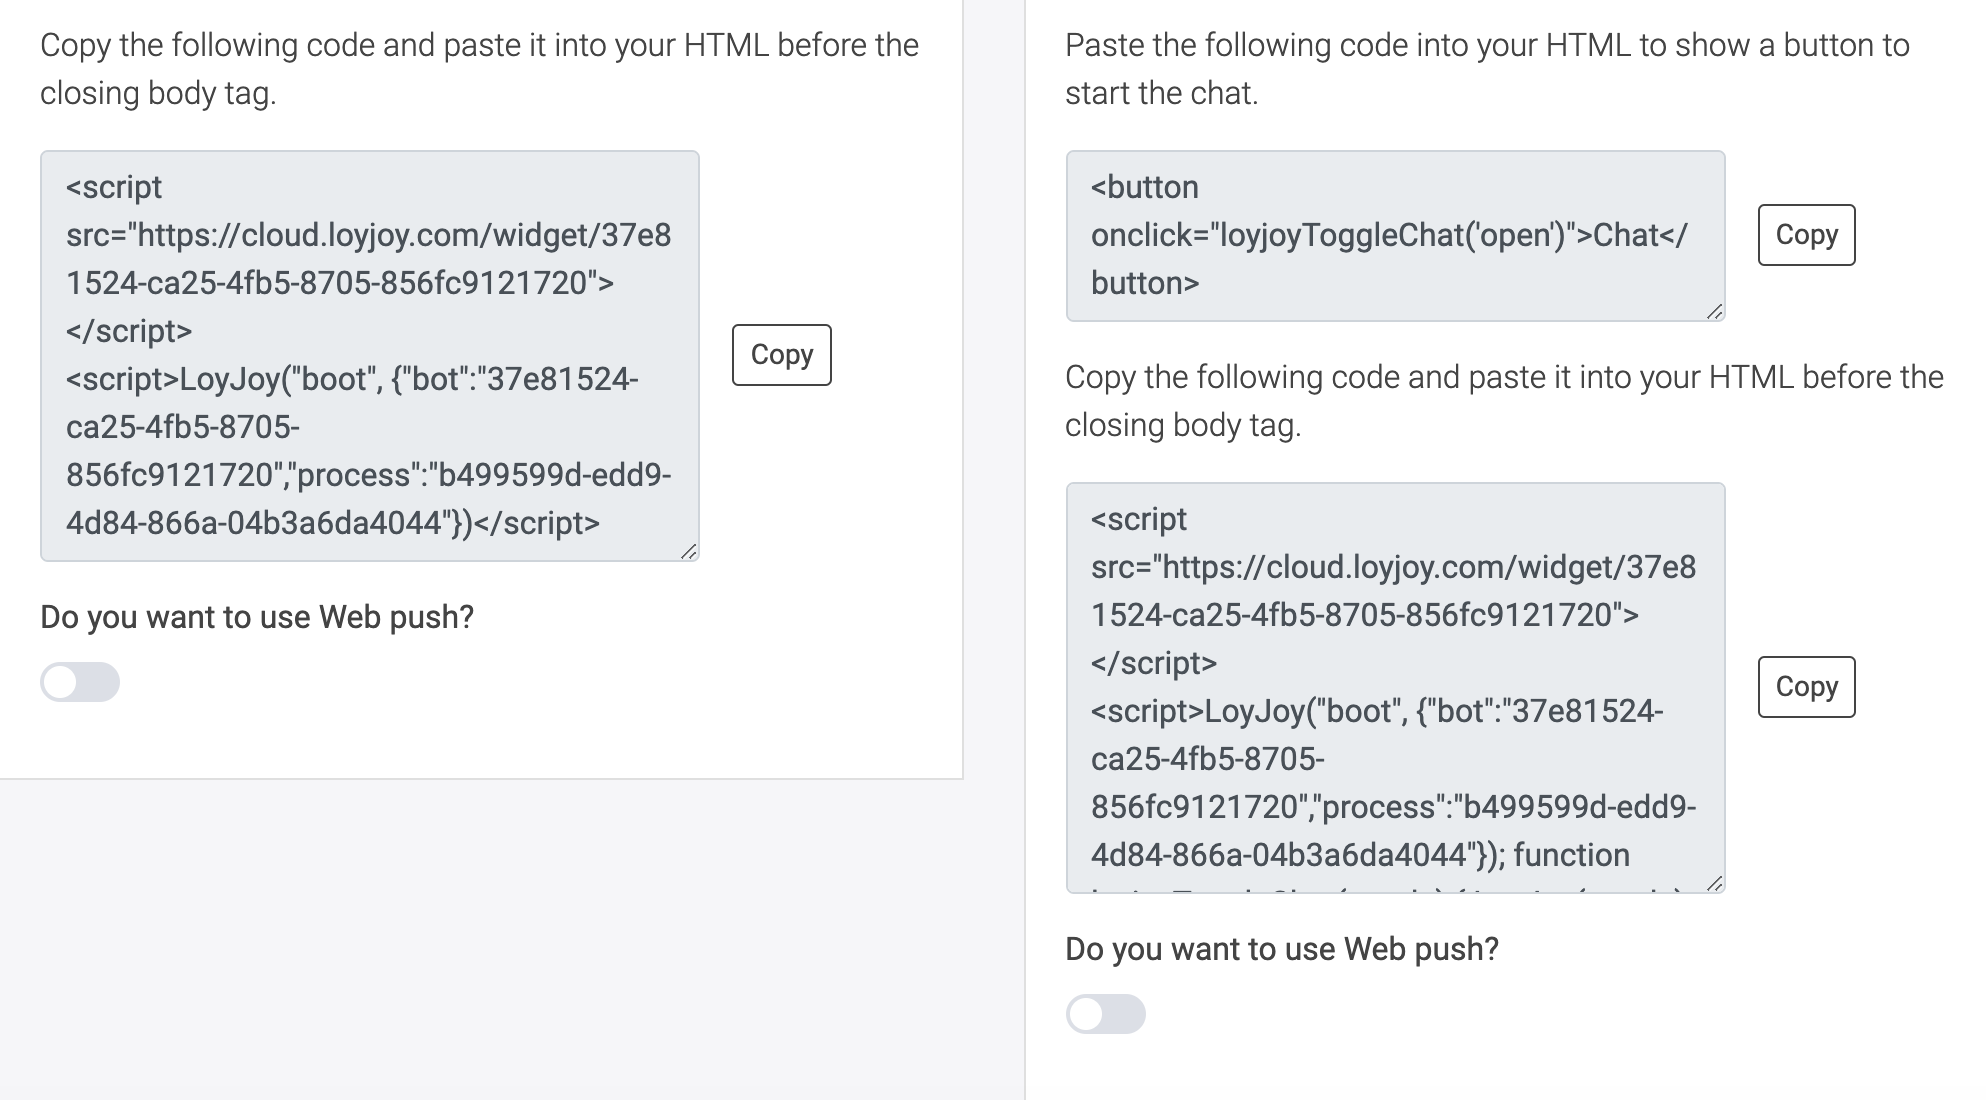 Copy the following code and paste it into your HTML before the
closing body tag.
<script
src="https://cloud.loyjoy.com/widget/37e8
1524-ca25-4fb5-8705-856fc9121720">
</script>
<script>LoyJoy("boot", {"bot":"37e81524-
ca25-4fb5-8705-
856fc9121720","process":"b499599d-edd9-
4d84-866a-04b3a6da4044"})</script>
Copy
Do you want to use Web push?
Paste the following code into your HTML to show a button to
start the chat.
<button
onclick="loyjoyToggleChat('open')">Chat</
button>
Copy
Copy the following code and paste it into your HTML before the
closing body tag.
<script
src="https://cloud.loyjoy.com/widget/37e8
1524-ca25-4fb5-8705-856fc9121720">
</script>
<script>LoyJoy("boot", {"bot":"37e81524-
ca25-4fb5-8705-
856fc9121720","process":"b499599d-edd9-
4d84-866a-04b3a6da4044"}); function
Copy
Do you want to use Web push?